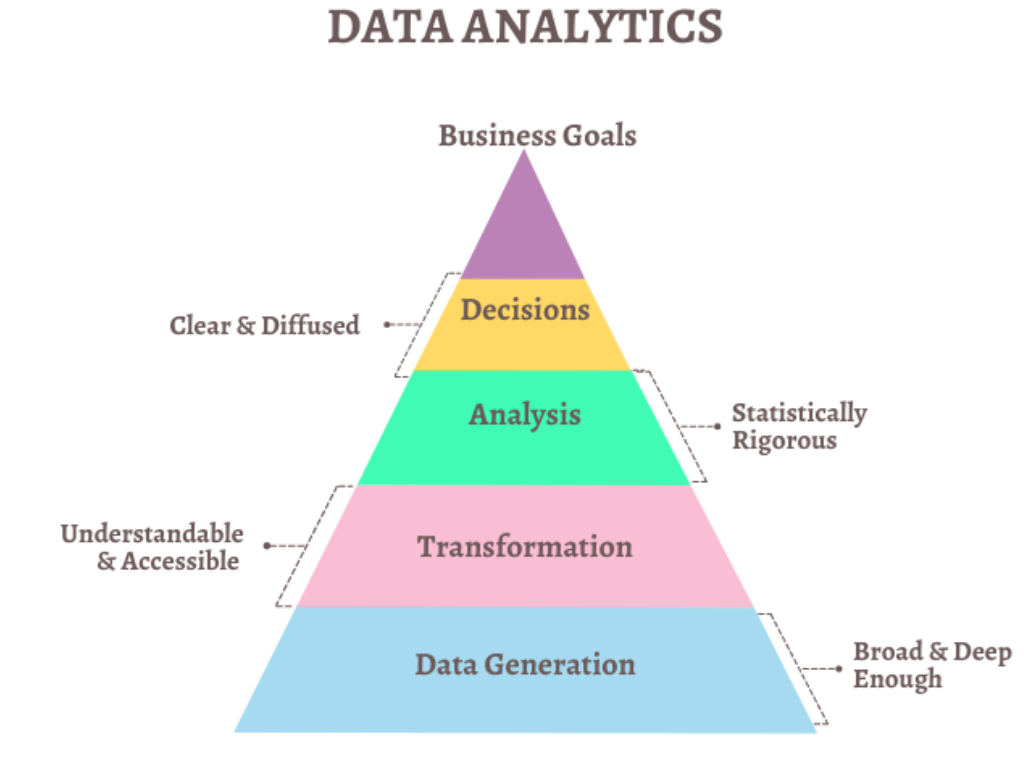 DATA ANALYTICS
Business Goals
Decisions
Clear & Diffused
Analysis
Statistically
Rigorous
Understandable
& Accessible
Transformation
Data Generation
Broad & Deep
Enough